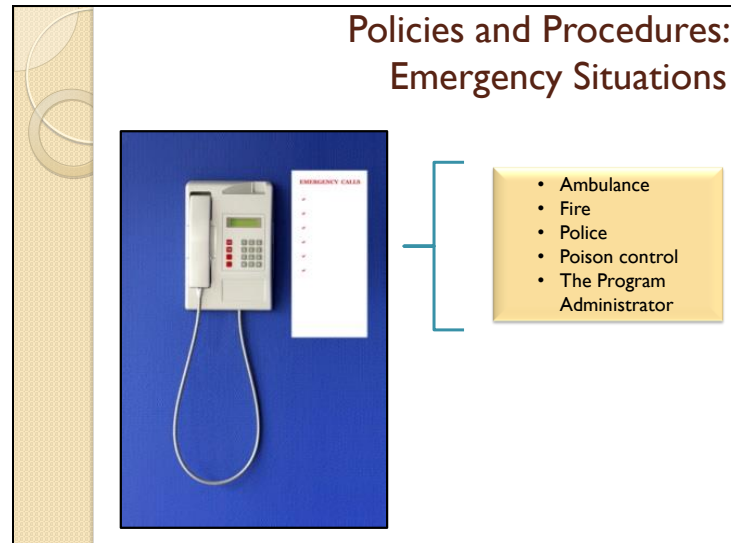 Policies and Procedures:
Emergency Situations
EMERGENCY CALLS
• Ambulance
• Fire
• Police
• Poison control
• The Program
Administrator